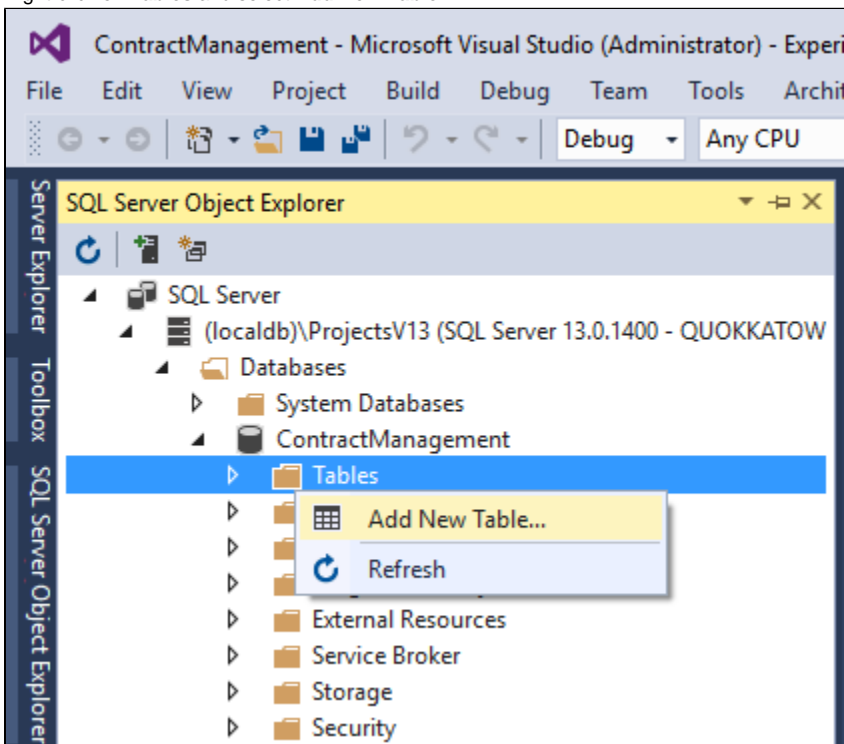 ContractManagement - Microsoft Visual Studio (Administrator) - Experi
File Edit View Project Build Debug Team Tools Archit
Debug Any CPU
Server Explorer
Toolbox
SQL Server Object Explorer
SQL Server Object Explorer
SQL Server
(localdb)\ProjectsV13 (SQL Server 13.0.1400 - QUOKKATOW
Databases
System Databases
ContractManagement
Tables
Add New Table...
Refresh
External Resources
Service Broker
Storage
Security